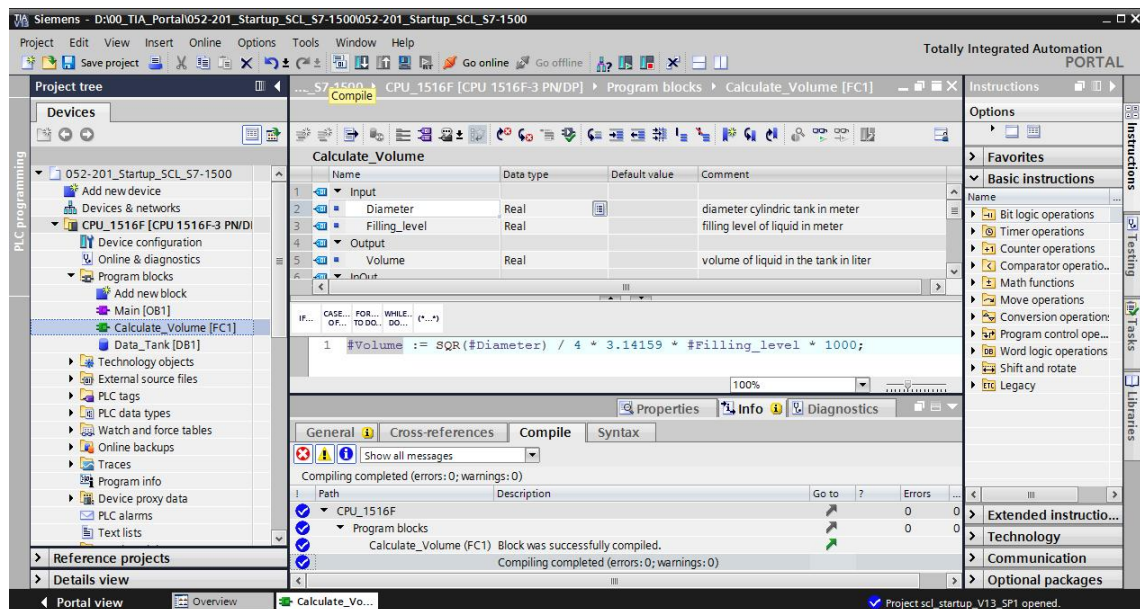 Siemens - D:\00_TIA_Portal\052-201_Startup_SCL_S7-1500\052-201_Startup_SCL_S7-1500
Project Edit View Insert Online Options Tools Window Help
Totally Integrated Automation
PORTAL
Save project
Go online
Go offline
Project tree
..._S7-1500 CPU_1516F [CPU 1516F-3 PN/DP] Program blocks Calculate_Volume [FC1]
Compile
Instructions
Devices
Options
PLC programming
052-201_Startup_SCL_S7-1500
Add new device
Devices & networks
CPU_1516F [CPU 1516F-3 PN/D
Device configuration
Online & diagnostics
Program blocks
Add new block
Main [OB1]
Calculate_Volume [FC1]
Data_Tank [DB1]
Technology objects
External source files
PLC tags
PLC data types
Watch and force tables
Online backups
Traces
Program info
Device proxy data
PLC alarms
Text lists
Reference projects
Details view
Calculate_Volume
Name Data type Default value Comment
1 Input
2 Diameter Real diameter cylindric tank in meter
3 Filling_level Real filling level of liquid in meter
4 Output
5 Volume Real volume of liquid in the tank in liter
6 InOut
IF... CASE... OF... FOR... TO DO... WHILE... DO... (*...*)
1 #Volume := SQR(#Diameter) / 4 * 3.14159 * #Filling_level * 1000;
100%
Properties Info Diagnostics
General Cross-references Compile Syntax
Show all messages
Compiling completed (errors: 0; warnings: 0)
! Path Description Go to ? Errors ...
CPU_1516F 0 0
Program blocks 0 0
Calculate_Volume (FC1) Block was successfully compiled.
Compiling completed (errors: 0; warnings: 0)
Favorites
Basic instructions
Name
Bit logic operations
Timer operations
Counter operations
Comparator operatio..
Math functions
Move operations
Conversion operation
Program control ope...
Word logic operations
Shift and rotate
Legacy
Extended instructio...
Technology
Communication
Optional packages
Instructions
Testing
Tasks
Libraries
Portal view
Overview
Calculate_Vo...
Project scl_startup_V13_SP1 opened.